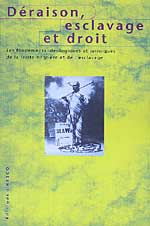 Déraison,
esclavage
et droit
Les fondements idéologiques et juridiques
de la traite négrière et de l'esclavage
Éditions UNESCO